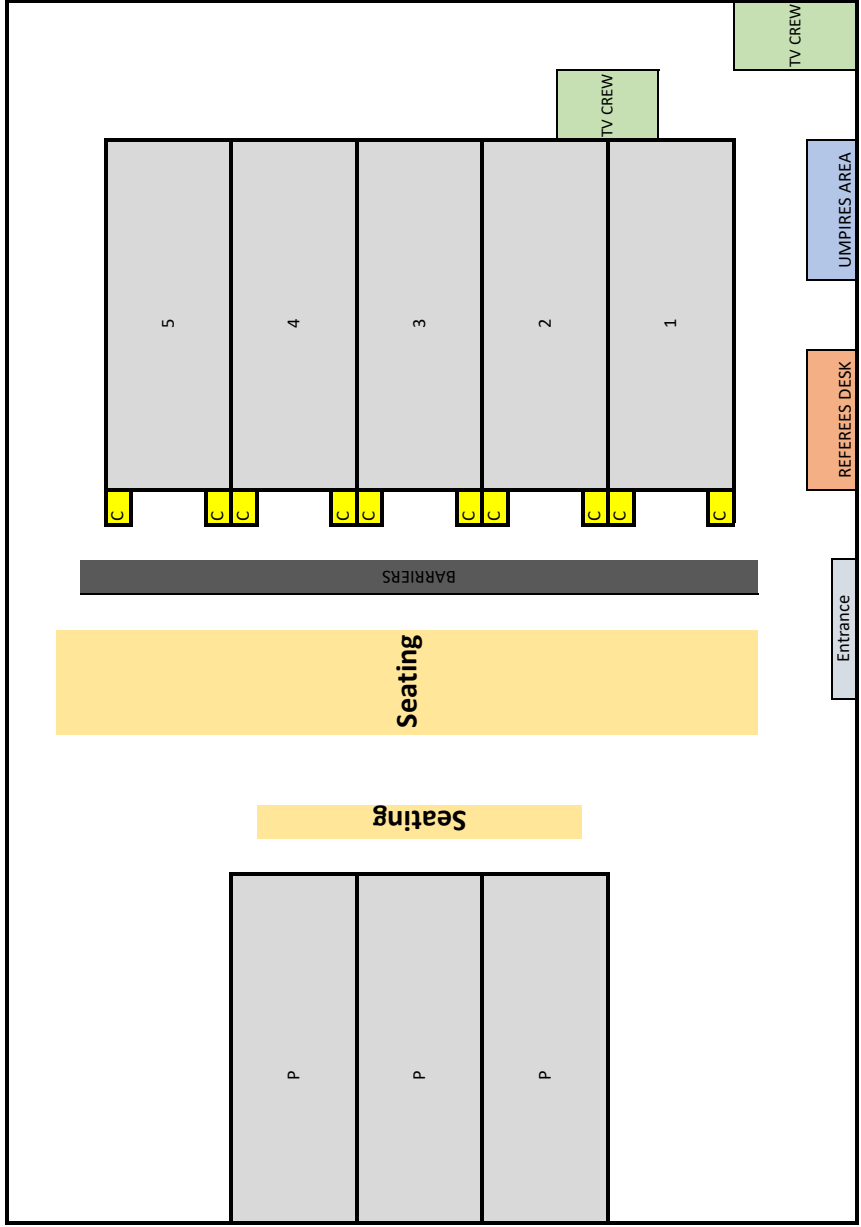 TV CREW
TV CREW
UMPIRES AREA
5
4
3
2
1
REFEREES DESK
C
C
C
C
C
C
C
C
C
C
BARRIERS
Entrance
Seating
Seating
P
P
P